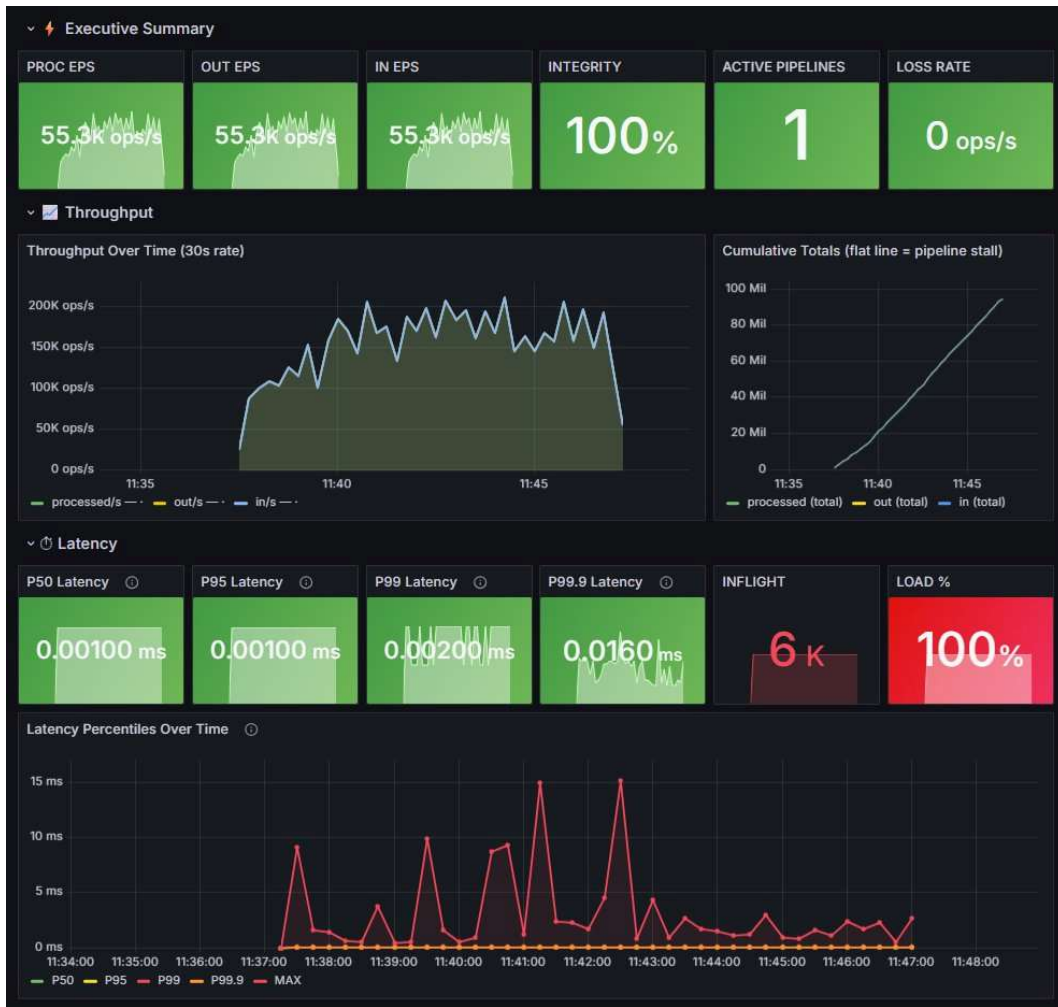 Executive Summary
PROC EPS OUT EPS IN EPS INTEGRITY ACTIVE PIPELINES LOSS RATE
55.3K ops/s 55.3K ops/s 55.3K ops/s 100% 1 0 ops/s
Throughput
Throughput Over Time (30s rate)
200K ops/s
150K ops/s
100K ops/s
50K ops/s
0 ops/s
11:35 11:40 11:45
processed/s — · out/s — · in/s — ·
Cumulative Totals (flat line = pipeline stall)
100 Mil
80 Mil
60 Mil
40 Mil
20 Mil
0
11:35 11:40 11:45
processed (total) out (total) in (total)
Latency
P50 Latency P95 Latency P99 Latency P99.9 Latency INFLIGHT LOAD %
0.00100 ms 0.00100 ms 0.00200 ms 0.0160 ms 6 K 100%
Latency Percentiles Over Time
15 ms
10 ms
5 ms
0 ms
11:34:00 11:35:00 11:36:00 11:37:00 11:38:00 11:39:00 11:40:00 11:41:00 11:42:00 11:43:00 11:44:00 11:45:00 11:46:00 11:47:00 11:48:00
P50 P95 P99 P99.9 MAX